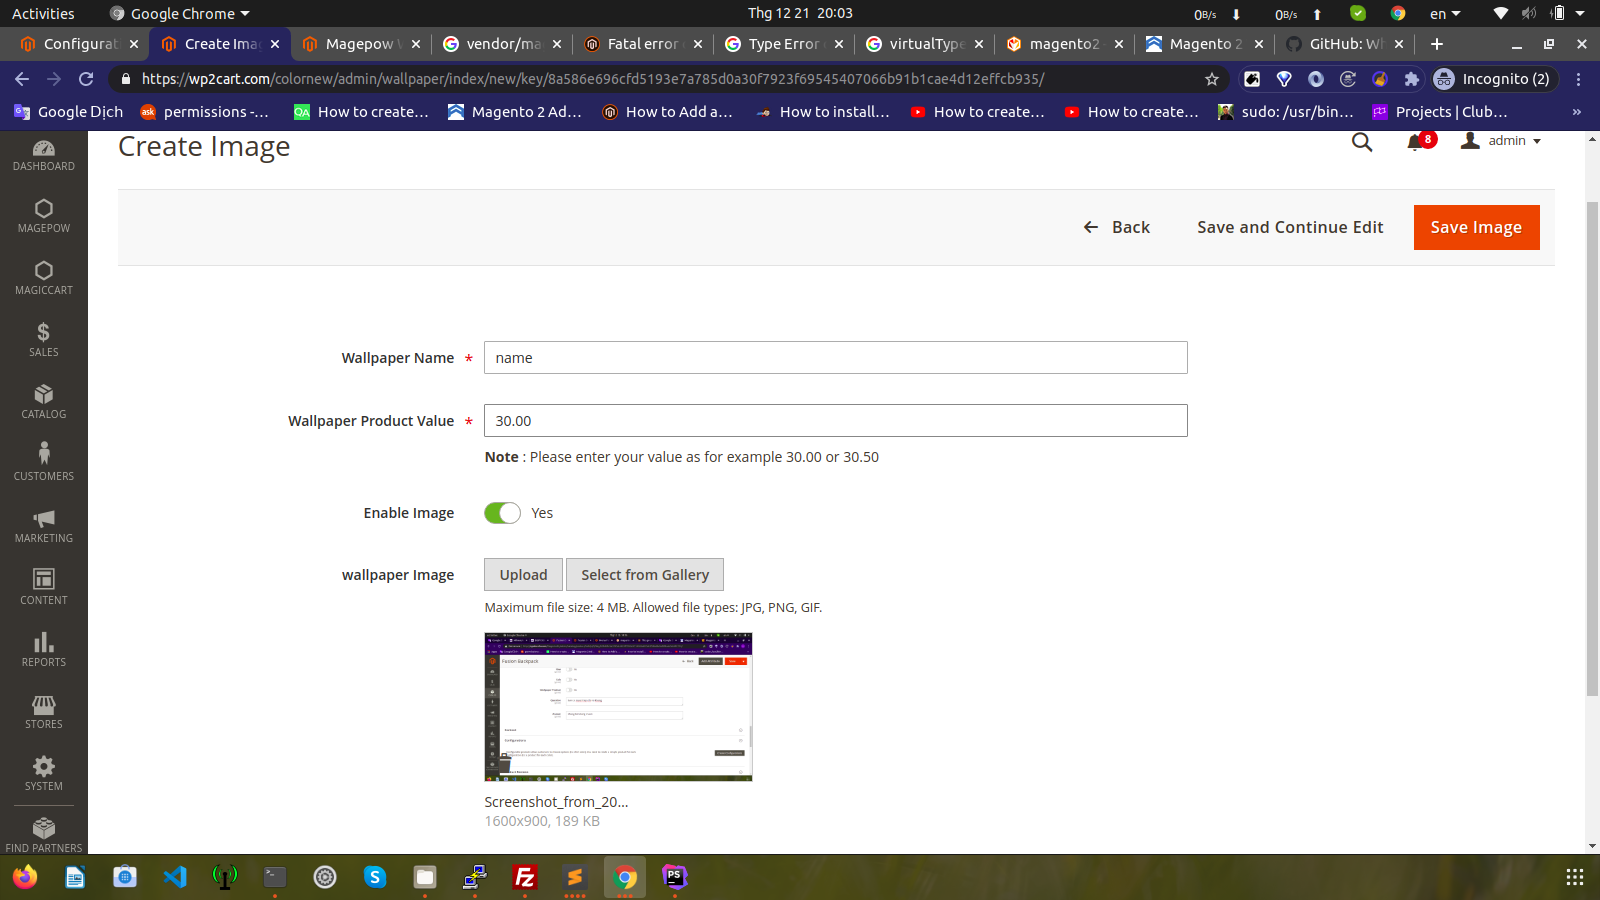 Activities
Google Chrome
Thg 12 21 20:03
0B/s
0B/s
en
Configurat
Create Imag
Magepow V
vendor/ma
Fatal error
Type Error
virtualType
magento2
Magento 2
GitHub: Wh
https://wp2cart.com/colornew/admin/wallpaper/index/new/key/8a586e696cfd5193e7a785d0a30f7923f69545407066b91b1cae4d12effcb935/
Incognito (2)
Google Dịch
permissions -...
How to create...
Magento 2 Ad...
How to Add a...
How to install...
How to create...
How to create...
sudo: /usr/bin...
Projects | Club...
»
DASHBOARD
MAGEPOW
MAGICCART
SALES
CATALOG
CUSTOMERS
MARKETING
CONTENT
REPORTS
STORES
SYSTEM
FIND PARTNERS
Create Image
8
admin
Back
Save and Continue Edit
Save Image
Wallpaper Name *
name
Wallpaper Product Value *
30.00
Note : Please enter your value as for example 30.00 or 30.50
Enable Image
Yes
wallpaper Image
Upload
Select from Gallery
Maximum file size: 4 MB. Allowed file types: JPG, PNG, GIF.
Fusion Backpack
Screenshot_from_20...
1600x900, 189 KB